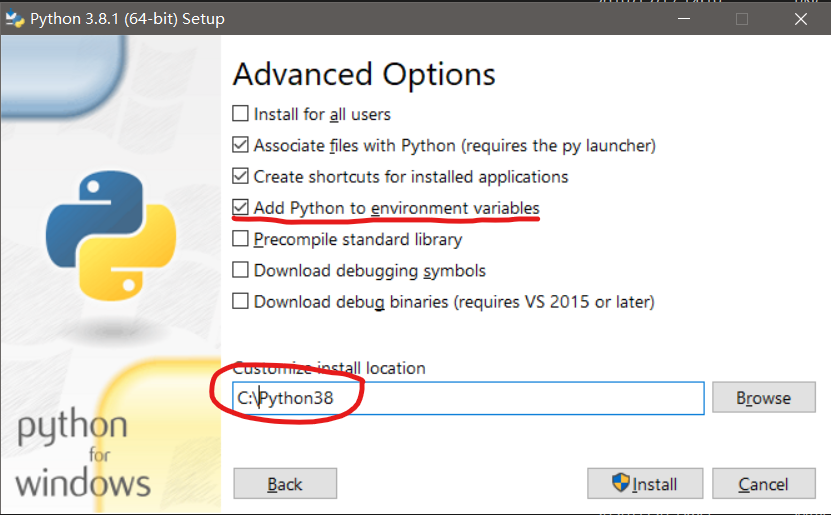 Python 3.8.1 (64-bit) Setup
Advanced Options
Install for all users
Associate files with Python (requires the py launcher)
Create shortcuts for installed applications
Add Python to environment variables
Precompile standard library
Download debugging symbols
Download debug binaries (requires VS 2015 or later)
Customize install location
C:\Python38
Browse
python
for
windows
Back
Install
Cancel